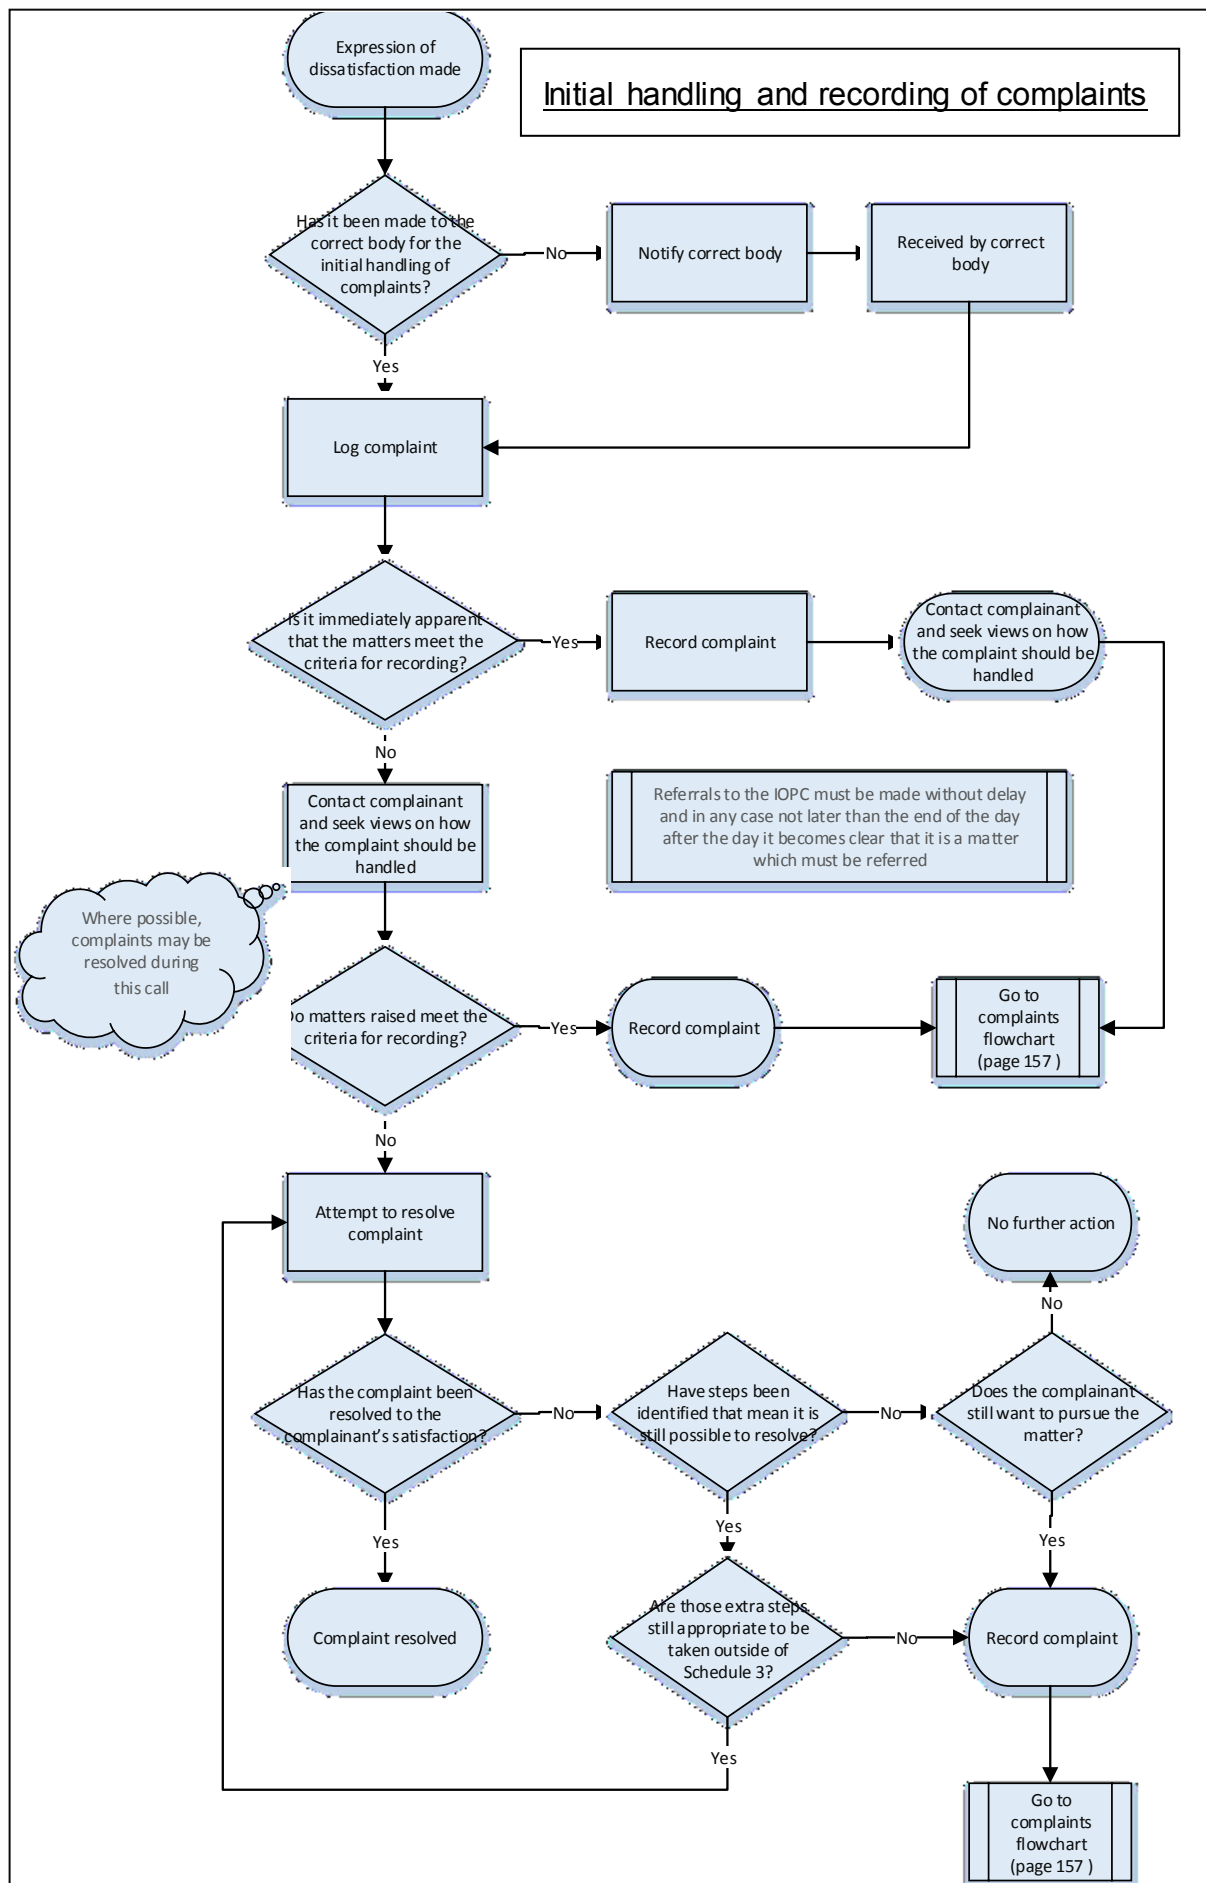 Expression of
dissatisfaction made
Initial handling and recording of complaints
Has it been made to the
correct body for the
initial handling of
complaints?
No
Notify correct body
Received by correct
body
Yes
Log complaint
Is it immediately apparent
that the matters meet the
criteria for recording?
Yes
Record complaint
Contact complainant
and seek views on how
the complaint should be
handled
No
Contact complainant
and seek views on how
the complaint should be
handled
Referrals to the IOPC must be made without delay
and in any case not later than the end of the day
after the day it becomes clear that it is a matter
which must be referred
Where possible,
complaints may be
resolved during
this call
Do matters raised meet the
criteria for recording?
Yes
Record complaint
Go to
complaints
flowchart
(page 157 )
No
Attempt to resolve
complaint
No further action
No
Has the complaint been
resolved to the
complainant's satisfaction?
No
Have steps been
identified that mean it is
still possible to resolve?
No
Does the complainant
still want to pursue the
matter?
Yes
Yes
Yes
Complaint resolved
Are those extra steps
still appropriate to be
taken outside of
Schedule 3?
No
Record complaint
Yes
Go to
complaints
flowchart
(page 157 )